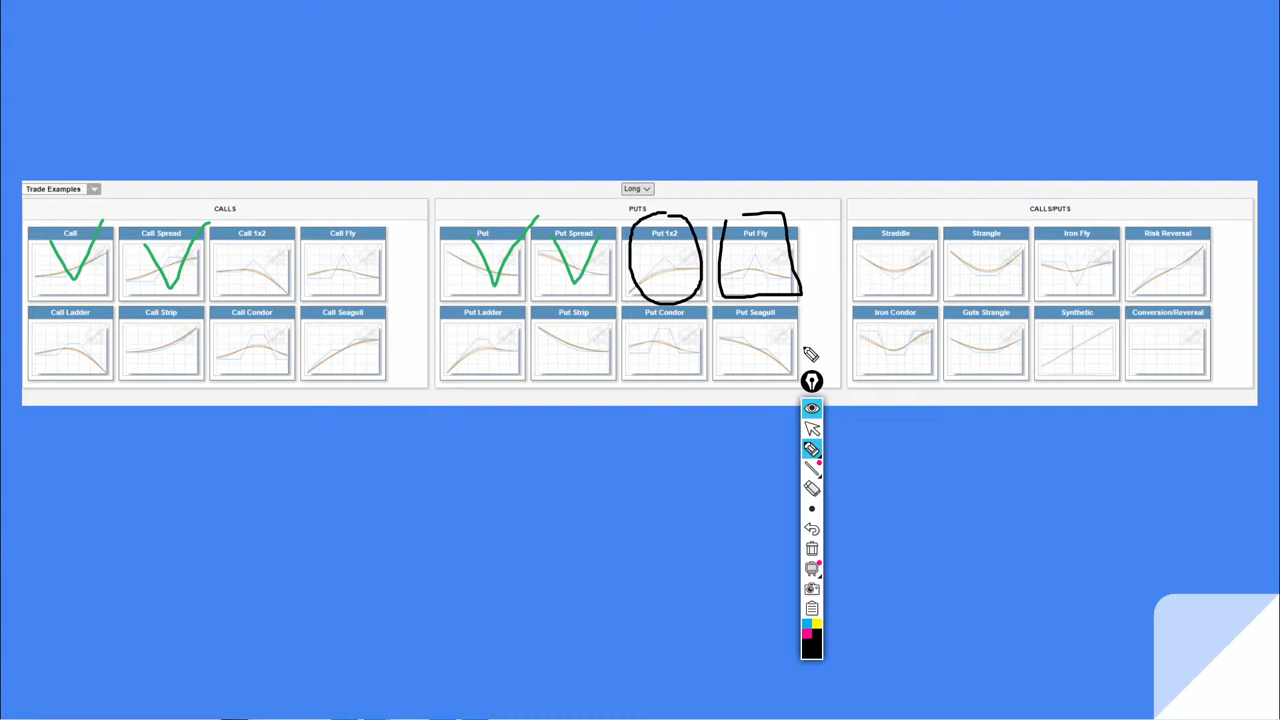 Trade Examples
Long
CALLS
PUTS
CALLS/PUTS
Call
Call Spread
Call 1x2
Call Fly
Put
Put Spread
Put 1x2
Put Fly
Straddle
Strangle
Iron Fly
Risk Reversal
Call Ladder
Call Strip
Call Condor
Call Seagull
Put Ladder
Put Strip
Put Condor
Put Seagull
Iron Condor
Guts Strangle
Synthetic
Conversion/Reversal